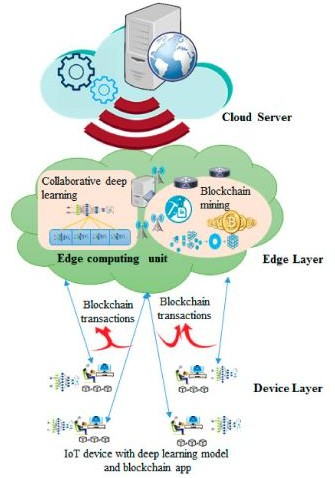 Cloud Server
Collaborative deep
learning
Blockchain
mining
Edge computing unit
Edge Layer
Blockchain
transactions
Blockchain
transactions
Device Layer
IoT device with deep learning model
and blockchain app